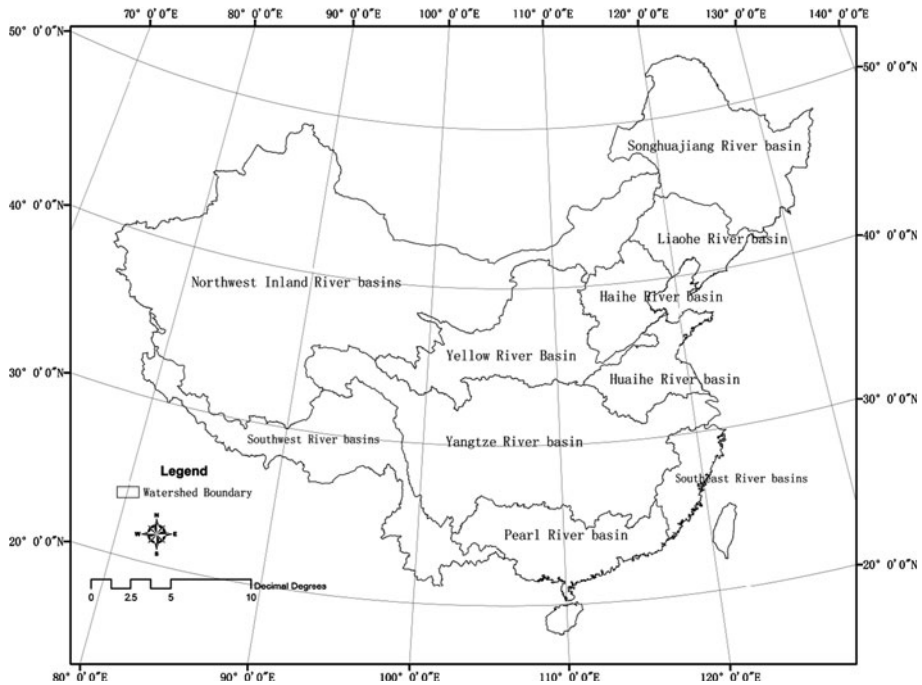 70° 0′0″E 80° 0′0″E 90° 0′0″E 100° 0′0″E 110° 0′0″E 120° 0′0″E 130° 0′0″E 140° 0′0″E
50° 0′0″N
50° 0′0″N
Songhuajiang River basin
40° 0′0″N
40° 0′0″N
Liaohe River basin
Northwest Inland River basins
Haihe River basin
Yellow River Basin
30° 0′0″N
Huaihe River basin
30° 0′0″N
Southwest River basins
Yangtze River basin
Legend
Watershed Boundary
Southeast River basins
N
W E
S
Pearl River basin
20° 0′0″N
20° 0′0″N
Decimal Degrees
0 2.5 5 10
80° 0′0″E 90° 0′0″E 100° 0′0″E 110° 0′0″E 120° 0′0″E